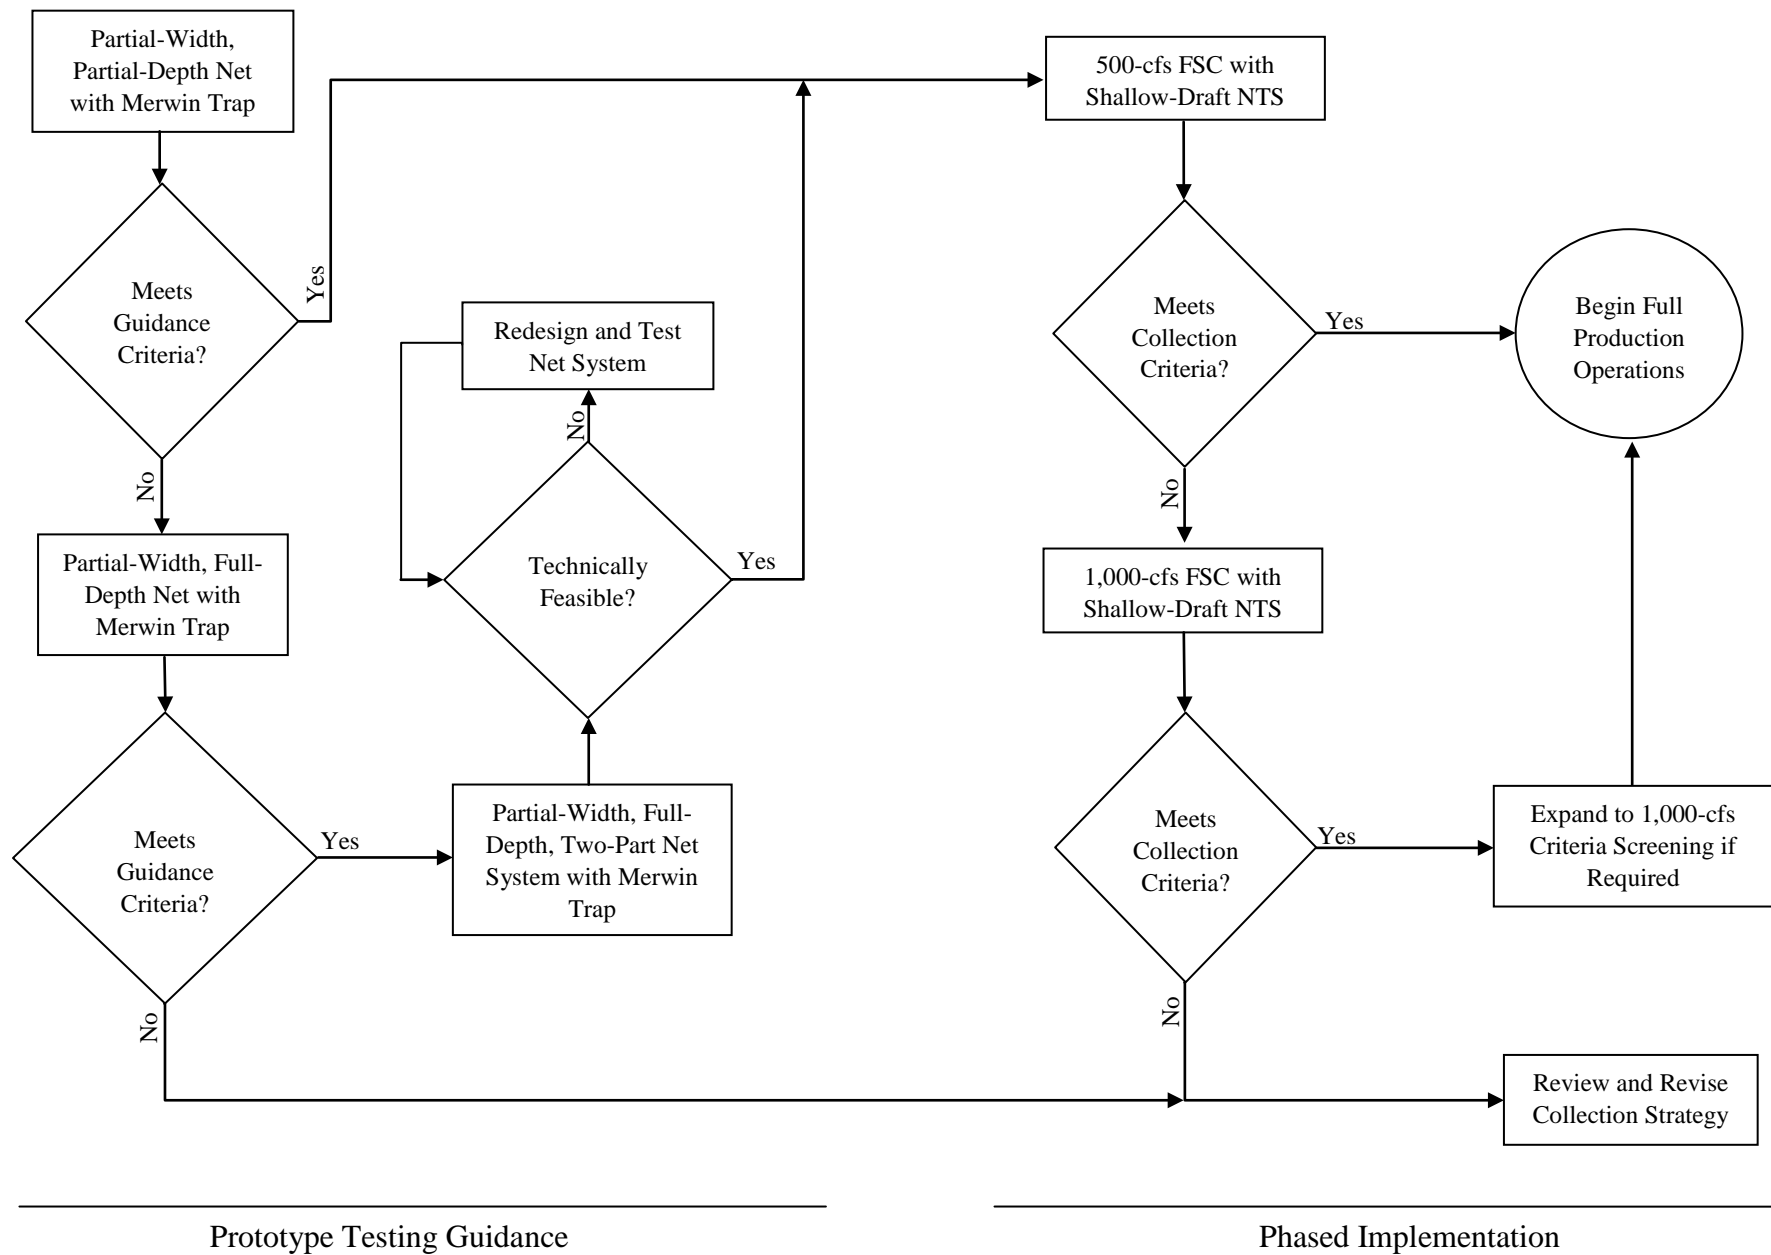 Partial-Width,
Partial-Depth Net
with Merwin Trap
Meets
Guidance
Criteria?
Yes
No
Partial-Width, Full-
Depth Net with
Merwin Trap
Meets
Guidance
Criteria?
Yes
No
Partial-Width, Full-
Depth, Two-Part Net
System with Merwin
Trap
Technically
Feasible?
Yes
No
Redesign and Test
Net System
500-cfs FSC with
Shallow-Draft NTS
Meets
Collection
Criteria?
Yes
No
Begin Full
Production
Operations
1,000-cfs FSC with
Shallow-Draft NTS
Meets
Collection
Criteria?
Yes
No
Expand to 1,000-cfs
Criteria Screening if
Required
Review and Revise
Collection Strategy
Prototype Testing Guidance
Phased Implementation